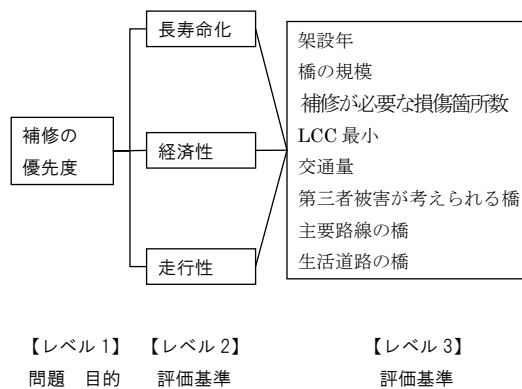 補修の
優先度
長寿命化
経済性
走行性
架設年
橋の規模
補修が必要な損傷箇所数
LCC 最小
交通量
第三者被害が考えられる橋
主要路線の橋
生活道路の橋
【レベル 1】
問題　目的
【レベル 2】
評価基準
【レベル 3】
評価基準